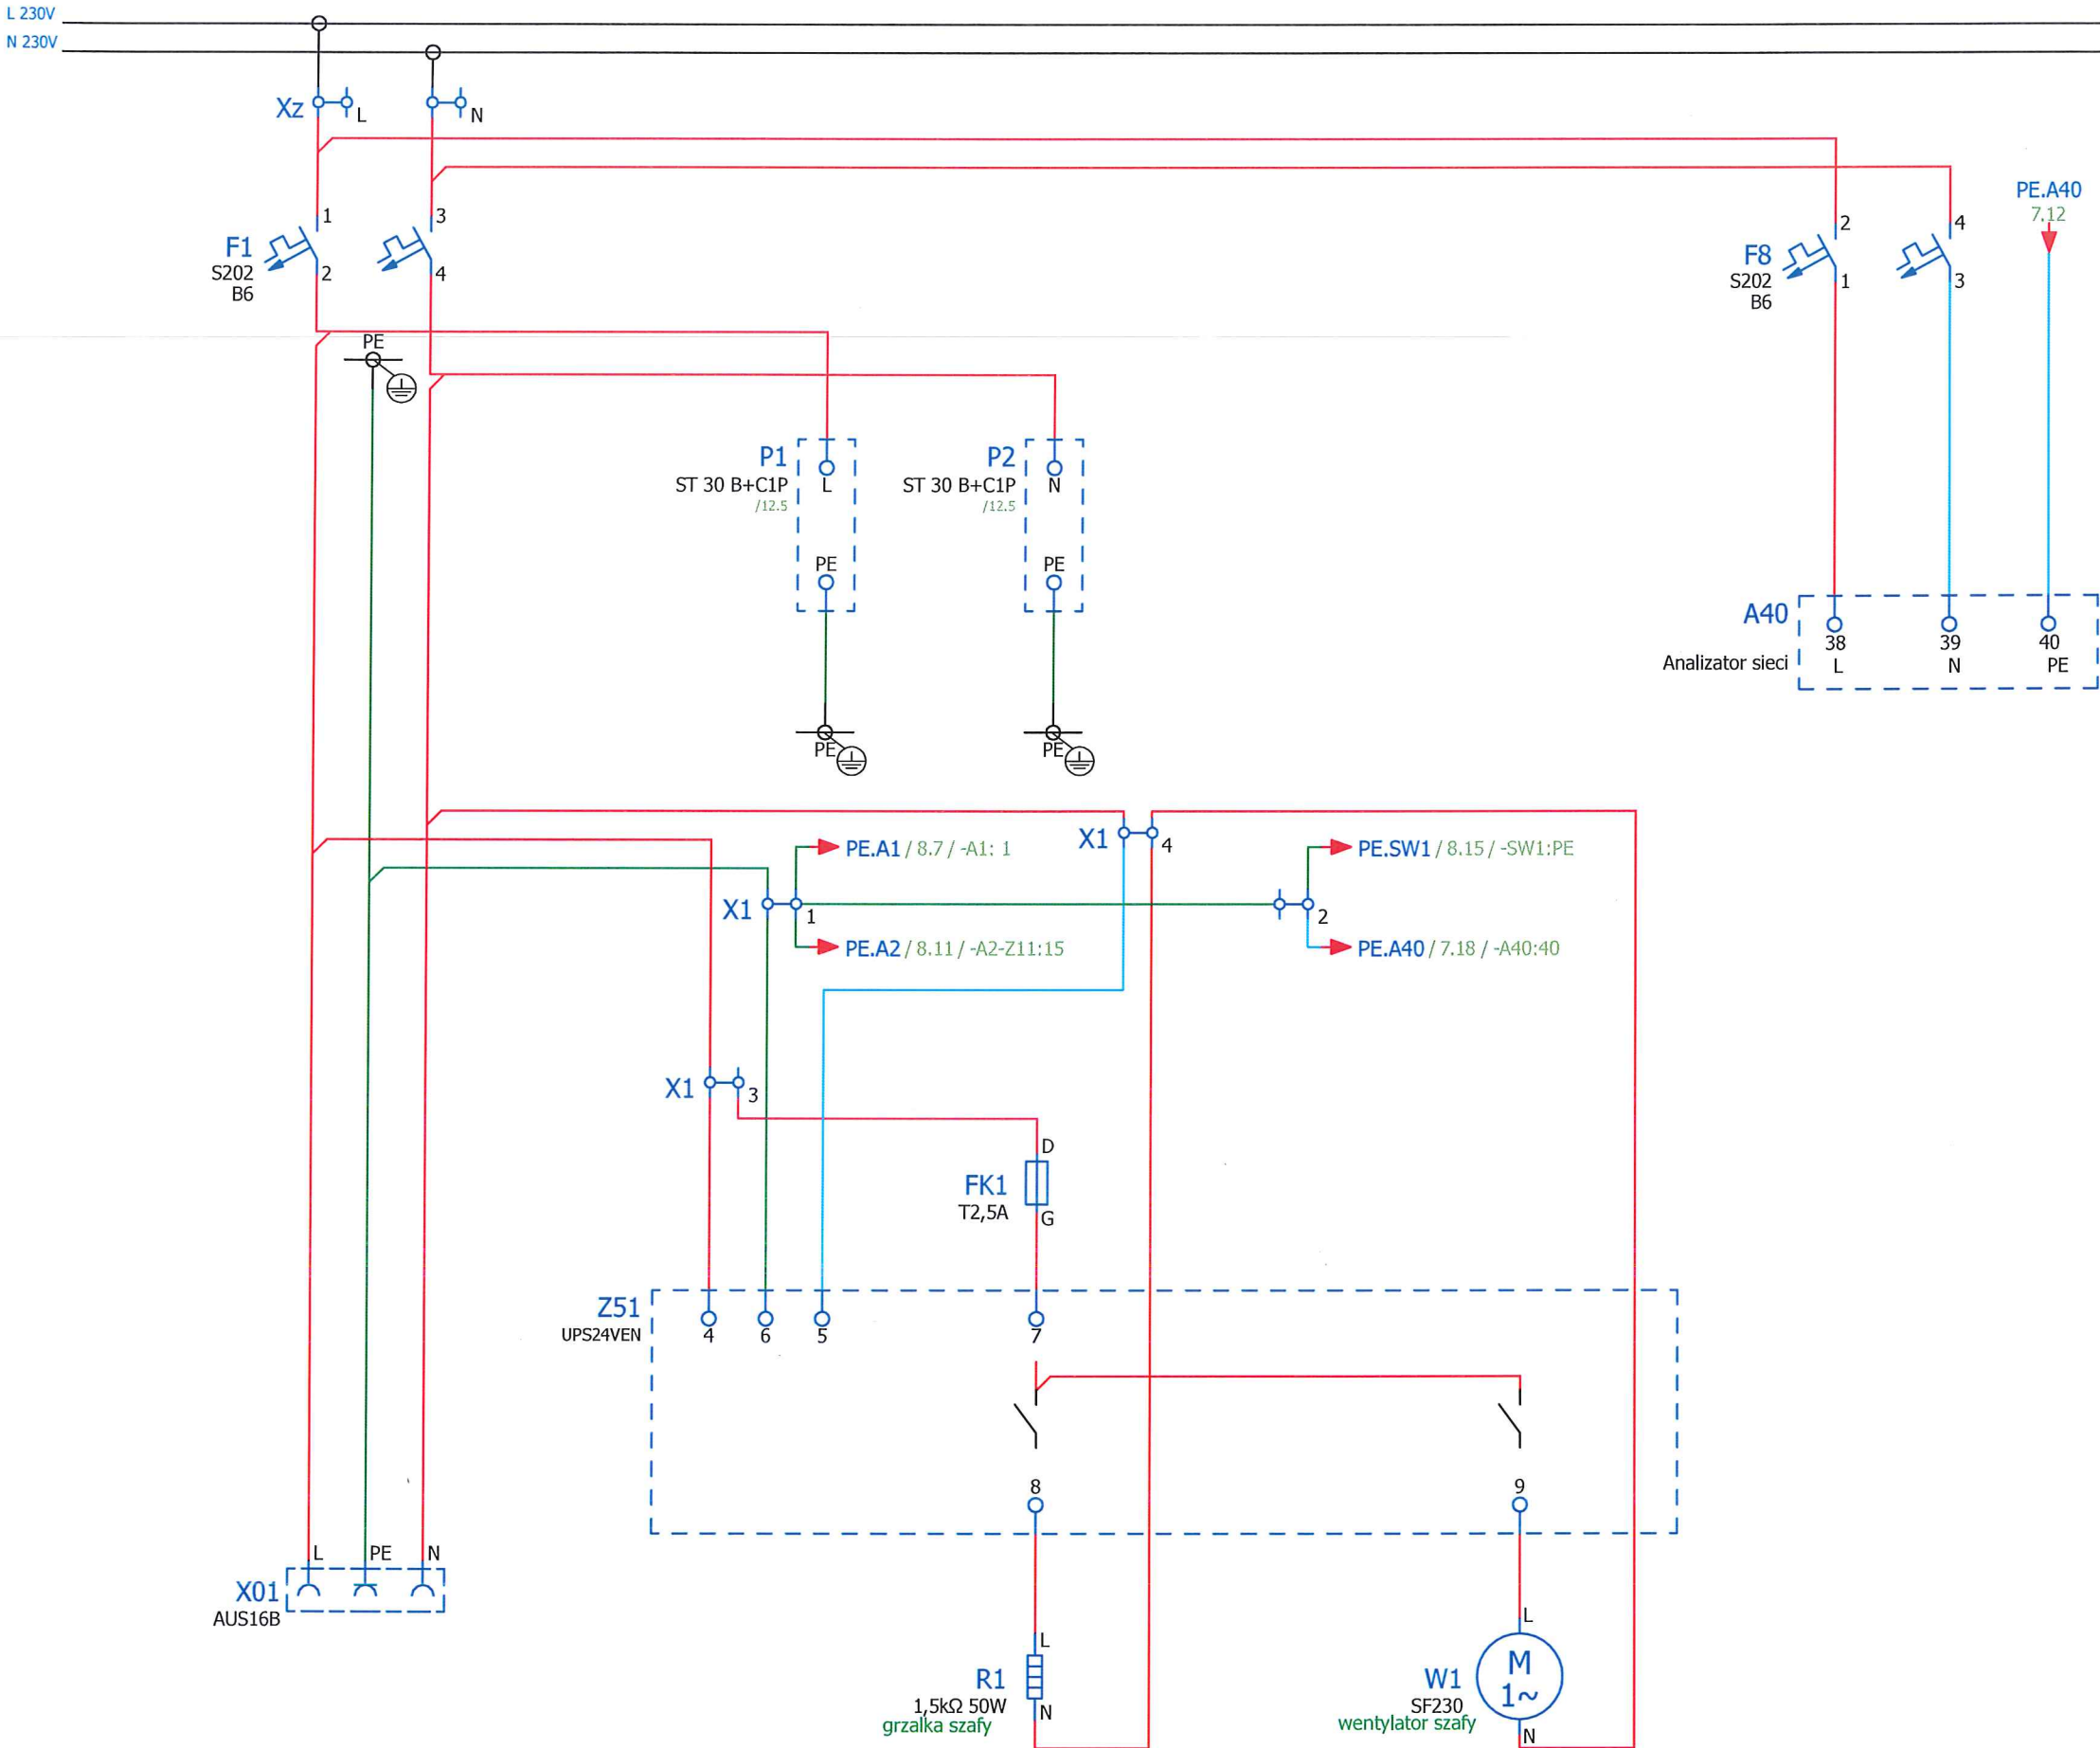 L 230V
N 230V
Xz
L
N
1
3
F1
S202
B6
2
4
PE.A40
7.12
2
4
F8
S202
B6
1
3
PE
P1
ST 30 B+C1P
/12.5
L
PE
P2
ST 30 B+C1P
/12.5
N
PE
A40
Analizator sieci
38
L
39
N
40
PE
PE
PE
X1
4
PE.A1 / 8.7 / -A1: 1
PE.SW1 / 8.15 / -SW1:PE
X1
1
2
PE.A2 / 8.11 / -A2-Z11:15
PE.A40 / 7.18 / -A40:40
X1
3
D
FK1
T2,5A
G
Z51
UPS24VEN
4
6
5
7
8
9
L
PE
N
X01
AUS16B
L
R1
1,5kΩ 50W
grzalka szafy
N
L
W1
SF230
wentylator szafy
M
1~
N